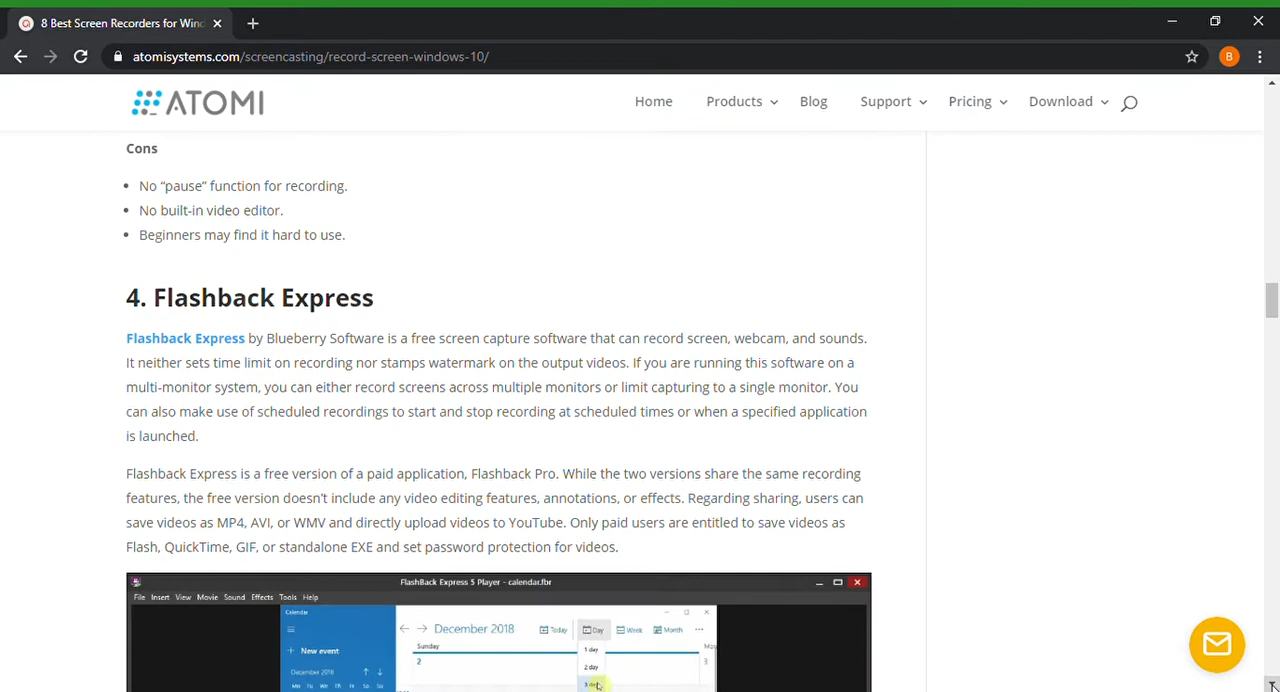 8 Best Screen Recorders for Win
atomisystems.com/screencasting/record-screen-windows-10/
B
ATOMI
Home Products Blog Support Pricing Download
Cons
• No “pause” function for recording.
• No built-in video editor.
• Beginners may find it hard to use.
4. Flashback Express
Flashback Express by Blueberry Software is a free screen capture software that can record screen, webcam, and sounds.
It neither sets time limit on recording nor stamps watermark on the output videos. If you are running this software on a
multi-monitor system, you can either record screens across multiple monitors or limit capturing to a single monitor. You
can also make use of scheduled recordings to start and stop recording at scheduled times or when a specified application
is launched.
Flashback Express is a free version of a paid application, Flashback Pro. While the two versions share the same recording
features, the free version doesn’t include any video editing features, annotations, or effects. Regarding sharing, users can
save videos as MP4, AVI, or WMV and directly upload videos to YouTube. Only paid users are entitled to save videos as
Flash, QuickTime, GIF, or standalone EXE and set password protection for videos.
FlashBack Express 5 Player - calendar.fbr
File Insert View Movie Sound Effects Tools Help
Calendar
December 2018 Today Day Week Month
New event
Sunday
1 day
2
2 day
3
December 2018
Mo Tu We Th Fr Sa Su